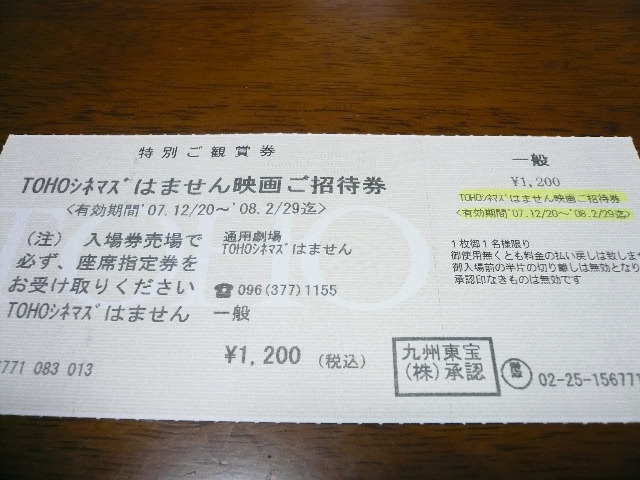 特別ご観賞券
TOHOシネマズはません映画ご招待券
<有効期間'07.12/20～'08.2/29迄>
(注) 入場券売場で
必ず、座席指定券を
お受け取りください
通用劇場
TOHOシネマズはません
☎ 096(377)1155
TOHOシネマズはません 一般
¥1,200 (税込)
6771 083 013
九州東宝
(株)承認
TOHO
一般
¥1,200
TOHOシネマズはません映画ご招待券
<有効期間'07.12/20～'08.2/29迄>
1枚御1名様限り
御使用無くとも料金の払い戻しは致しませ
御入場前の半片の切り離しは無効となり
承認印なきものは無効です
02-25-156771